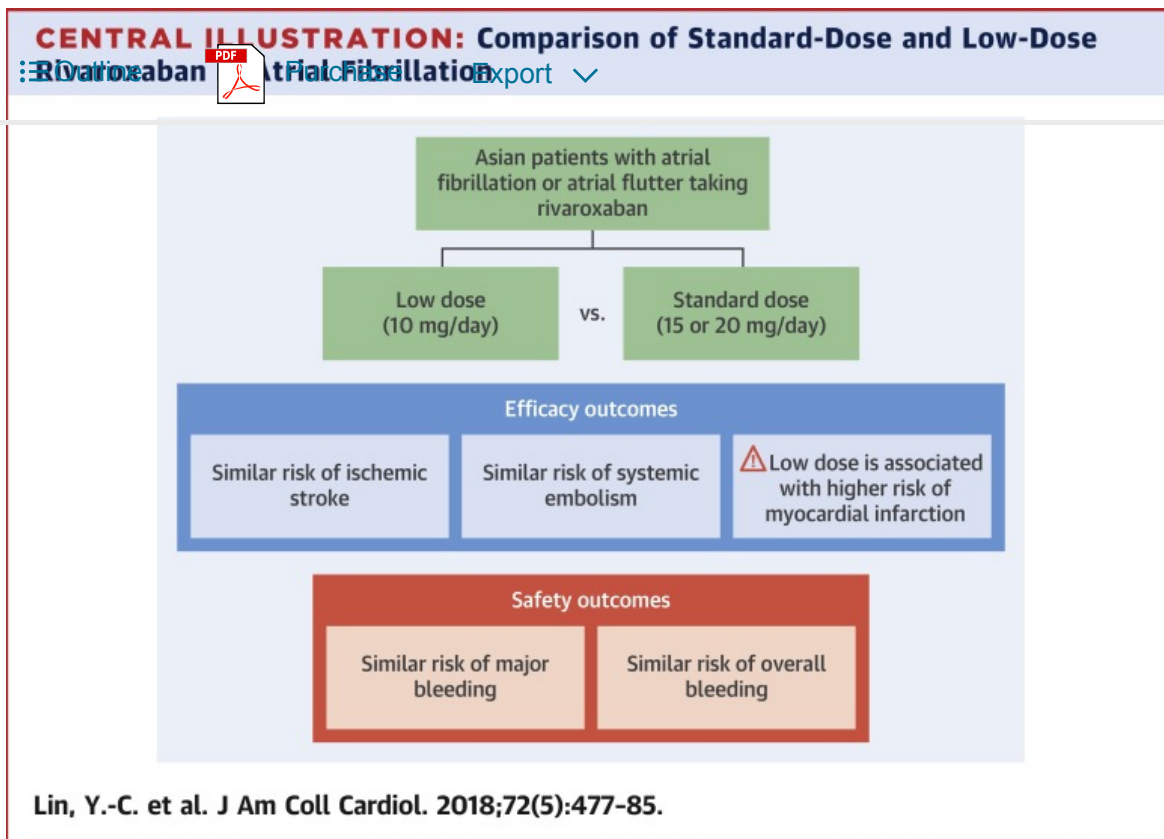 CENTRAL ILLUSTRATION: Comparison of Standard-Dose and Low-Dose
Rivaroxaban Atrial Fibrillation
Outline
PDF
Purchase
Export
Asian patients with atrial
fibrillation or atrial flutter taking
rivaroxaban
Low dose
(10 mg/day)
vs.
Standard dose
(15 or 20 mg/day)
Efficacy outcomes
Similar risk of ischemic
stroke
Similar risk of systemic
embolism
Low dose is associated
with higher risk of
myocardial infarction
Safety outcomes
Similar risk of major
bleeding
Similar risk of overall
bleeding
Lin, Y.-C. et al. J Am Coll Cardiol. 2018;72(5):477–85.